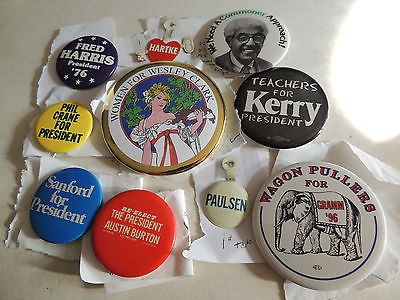 FRED
HARRIS
President
'76
HARTKE
We Need A Commoner Approach!
WOMEN FOR WESLEY CLARK
TEACHERS
FOR
Kerry
PRESIDENT
PHIL
CRANE FOR
PRESIDENT
Sanford
for
President
RE-ELECT
THE PRESIDENT
AUSTIN BURTON
PAULSEN
WAGON PULLERS
FOR
GRAMM
'96